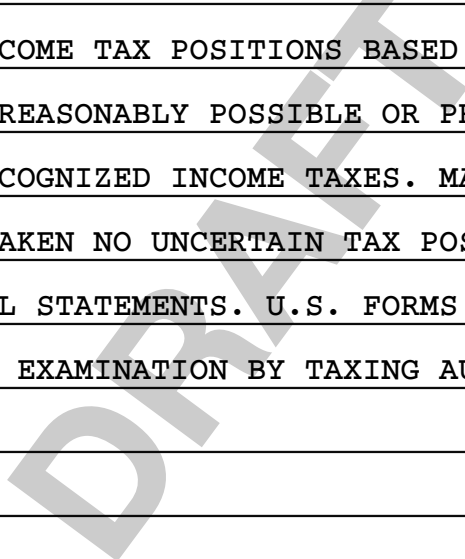 COME TAX POSITIONS BASED
REASONABLY POSSIBLE OR
COGNIZED INCOME TAXES.
AKEN NO UNCERTAIN TAX
L STATEMENTS. U.S. FORMS
EXAMINATION BY TAXING
DRAFT